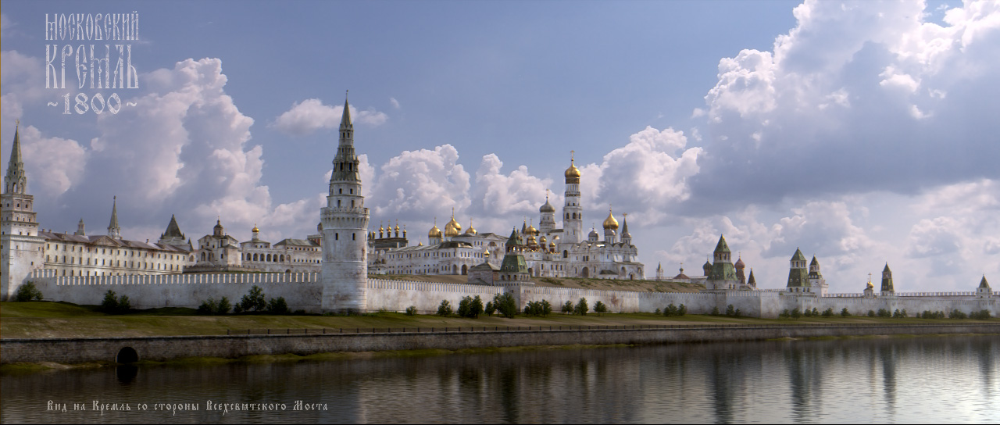 Московский
Кремль
~1800~
Вид на Кремль со стороны Всехсвятского Моста